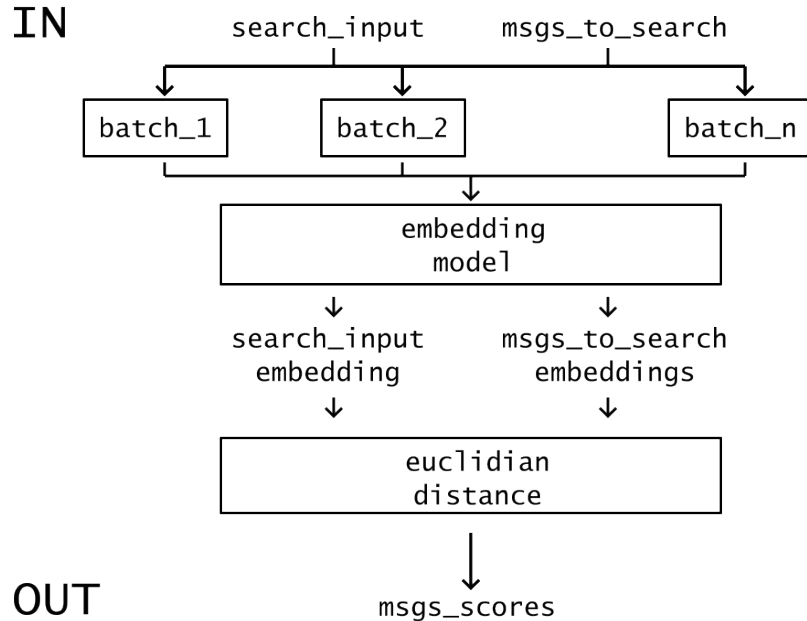 IN
search_input msgs_to_search
batch_1 batch_2 batch_n
embedding
model
search_input msgs_to_search
embedding embeddings
euclidian
distance
OUT
msgs_scores